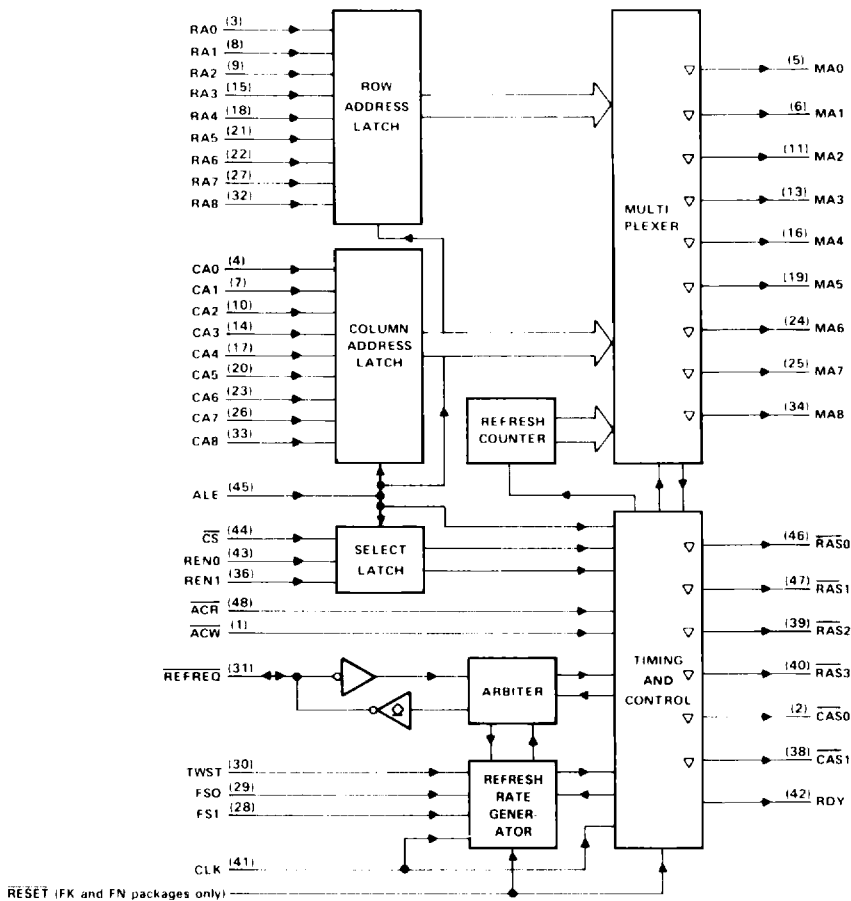 RA0 (3)
RA1 (8)
RA2 (9)
RA3 (15)
RA4 (18)
RA5 (21)
RA6 (22)
RA7 (27)
RA8 (32)
ROW
ADDRESS
LATCH
CA0 (4)
CA1 (7)
CA2 (10)
CA3 (14)
CA4 (17)
CA5 (20)
CA6 (23)
CA7 (26)
CA8 (33)
COLUMN
ADDRESS
LATCH
REFRESH
COUNTER
MULTI
PLEXER
(5) MA0
(6) MA1
(11) MA2
(13) MA3
(16) MA4
(19) MA5
(24) MA6
(25) MA7
(34) MA8
ALE (45)
CS (44)
REN0 (43)
REN1 (36)
SELECT
LATCH
ACR (48)
ACW (1)
REFREQ (31)
ARBITER
TWST (30)
FSO (29)
FS1 (28)
REFRESH
RATE
GENER-
ATOR
CLK (41)
RESET (FK and FN packages only)
TIMING
AND
CONTROL
(46) RAS0
(47) RAS1
(39) RAS2
(40) RAS3
(2) CAS0
(38) CAS1
(42) RDY